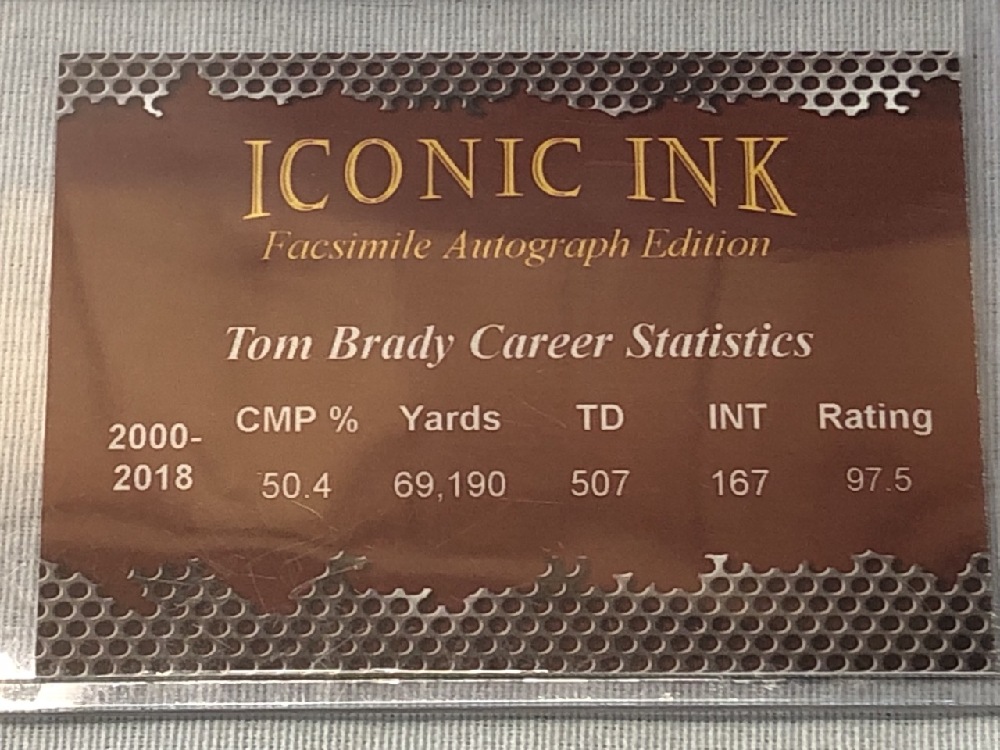 ICONIC INK
Facsimile Autograph Edition
Tom Brady Career Statistics
CMP % Yards TD INT Rating
2000-
2018 50.4 69,190 507 167 97.5